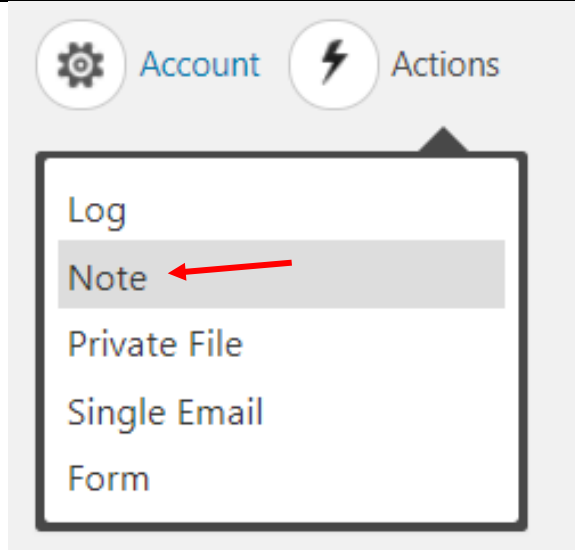 Account Actions
Log
Note
Private File
Single Email
Form